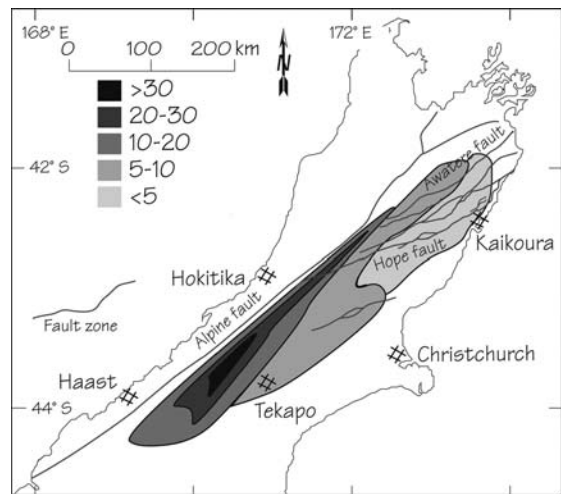 168° E
172° E
0 100 200 km
N
>30
20-30
10-20
5-10
<5
42° S
Awatere fault
Kaikoura
Hope fault
Hokitika
Alpine fault
Fault zone
Christchurch
Haast
Tekapo
44° S